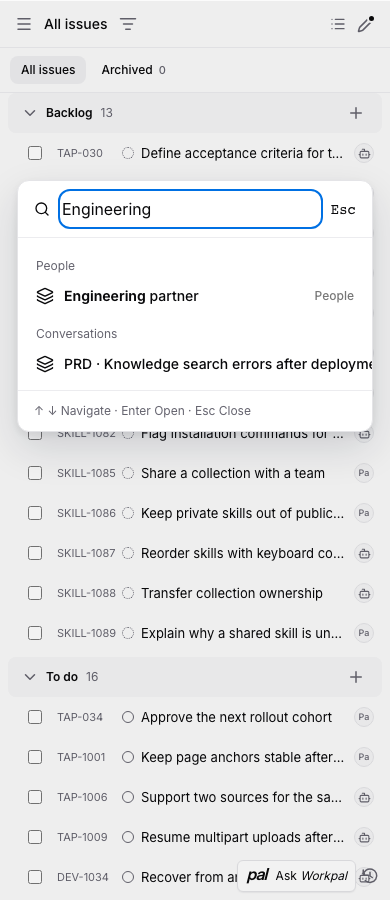 All issues
All issues Archived 0
Backlog 13
TAP-030 Define acceptance criteria for t...
Engineering Esc
People
Engineering partner People
Conversations
PRD · Knowledge search errors after deployme
↑ ↓ Navigate · Enter Open · Esc Close
SKILL-1082 Flag installation commands for ...
SKILL-1085 Share a collection with a team
SKILL-1086 Keep private skills out of public... Pa
SKILL-1087 Reorder skills with keyboard co...
SKILL-1088 Transfer collection ownership
SKILL-1089 Explain why a shared skill is un... Pa
To do 16
TAP-034 Approve the next rollout cohort Pa
TAP-1001 Keep page anchors stable after... Pa
TAP-1006 Support two sources for the sa...
TAP-1009 Resume multipart uploads after...
DEV-1034 Recover from ar
pal Ask Workpal